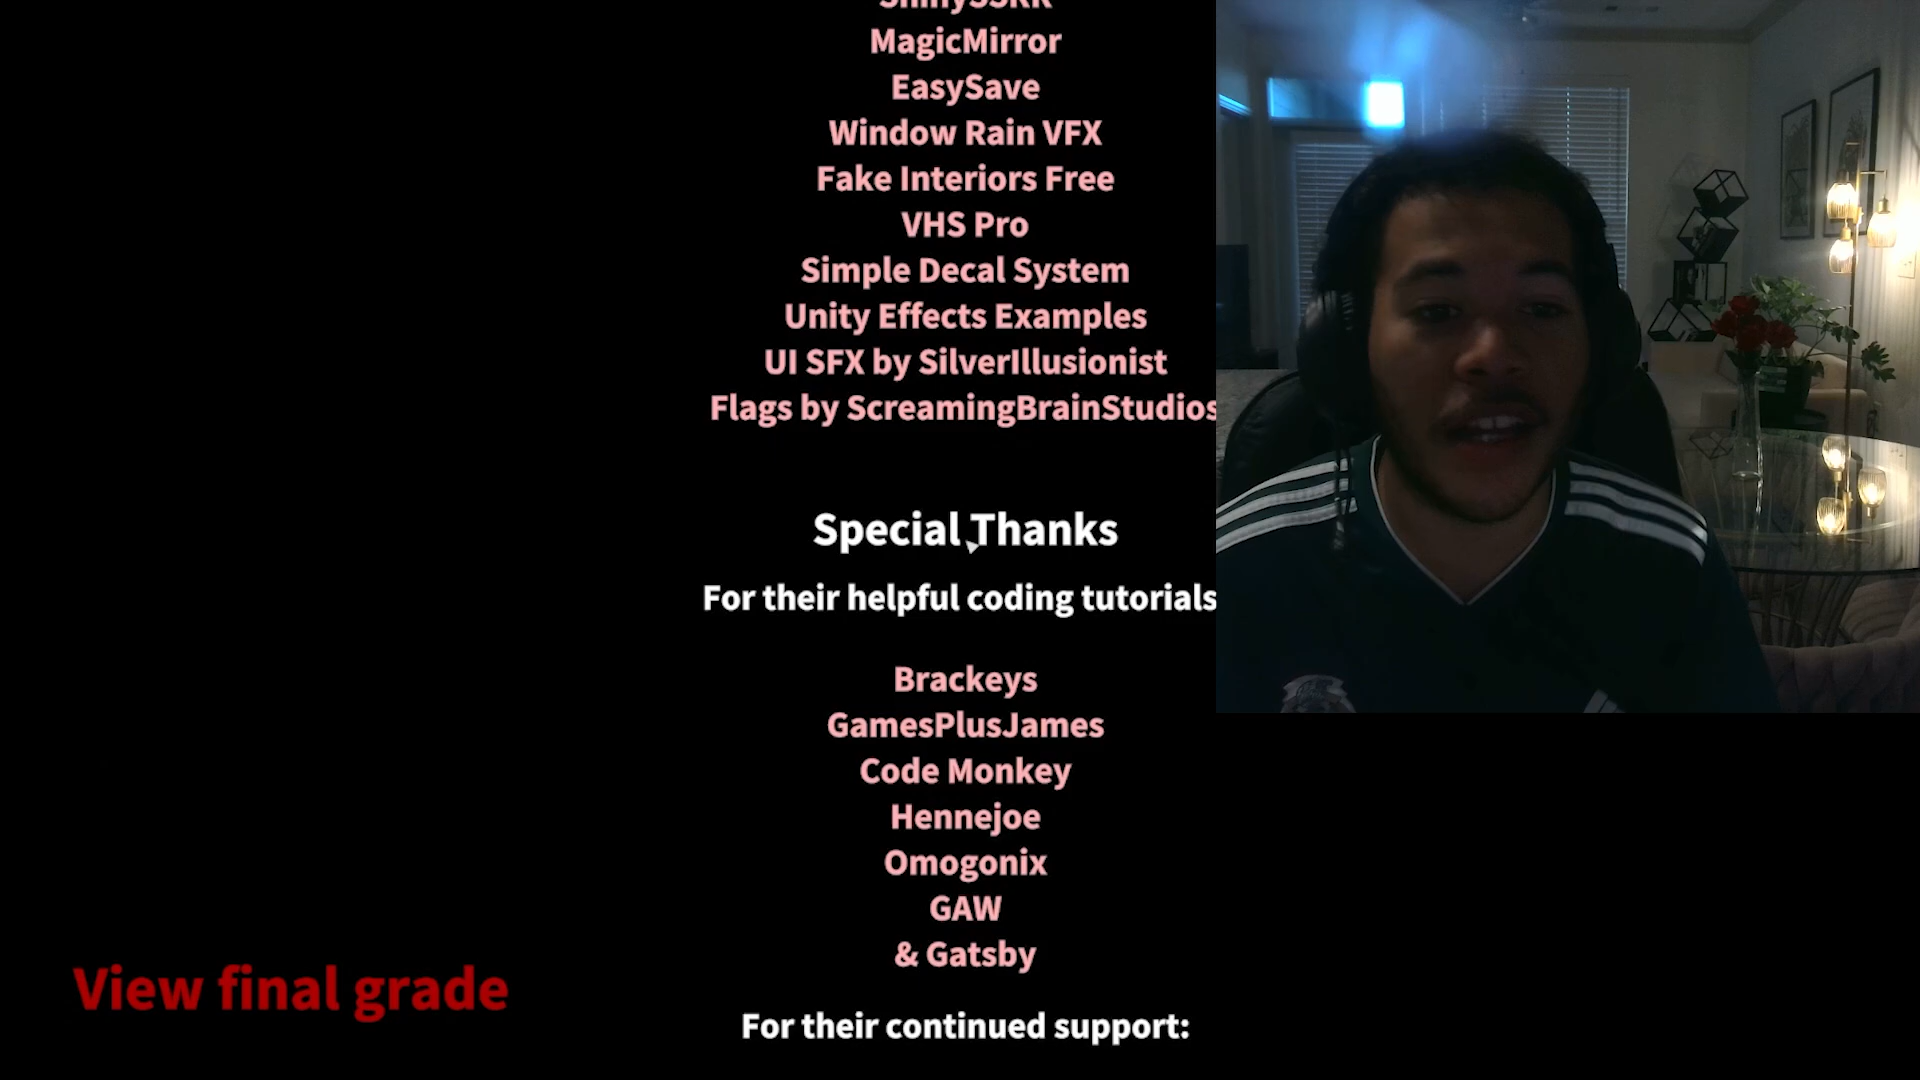 MagicMirror
EasySave
Window Rain VFX
Fake Interiors Free
VHS Pro
Simple Decal System
Unity Effects Examples
UI SFX by SilverIllusionist
Flags by ScreamingBrainStudios
Special Thanks
For their helpful coding tutorials
Brackeys
GamesPlusJames
Code Monkey
Hennejoe
Omogonix
GAW
& Gatsby
View final grade
For their continued support: